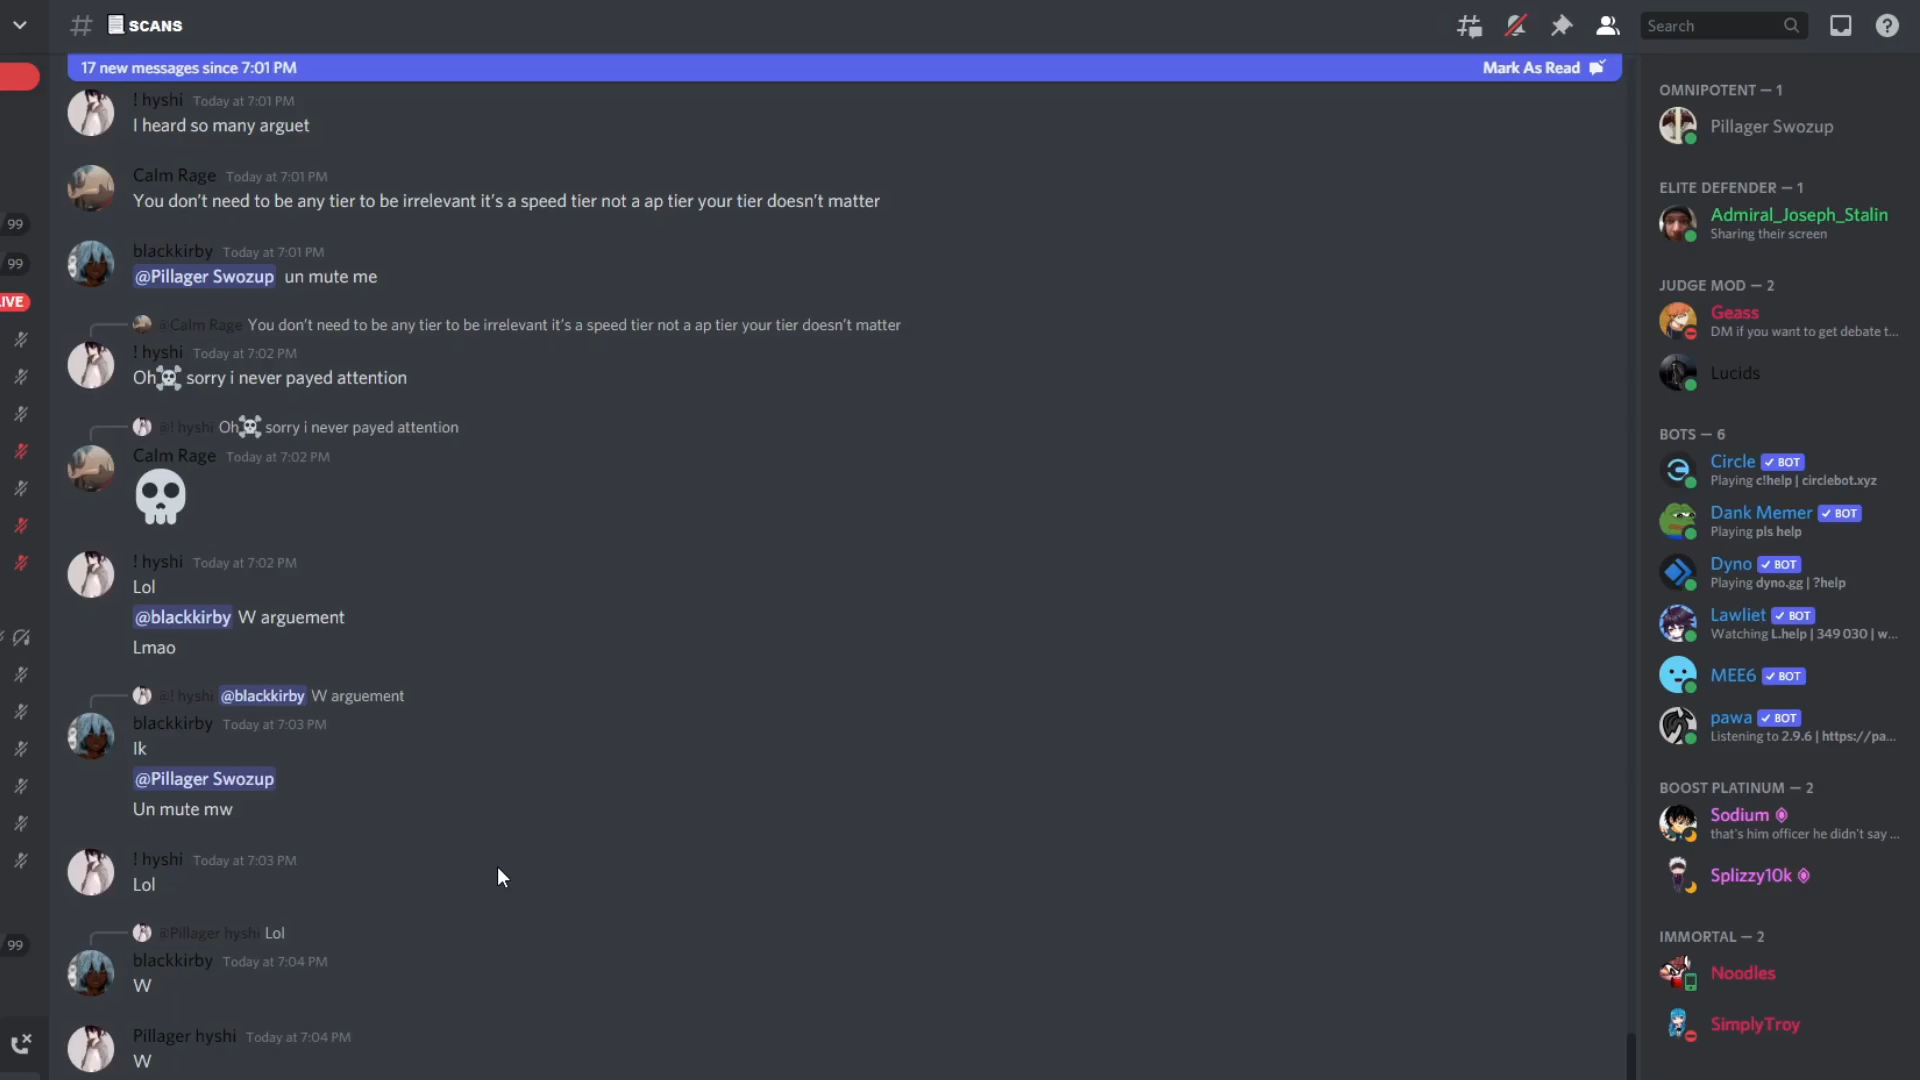 SCANS
Search
17 new messages since 7:01 PM
Mark As Read
! hyshi Today at 7:01 PM
I heard so many arguet
Calm Rage Today at 7:01 PM
You don't need to be any tier to be irrelevant it's a speed tier not a ap tier your tier doesn't matter
blackkirby Today at 7:01 PM
@Pillager Swozup un mute me
@Calm Rage You don't need to be any tier to be irrelevant it's a speed tier not a ap tier your tier doesn't matter
! hyshi Today at 7:02 PM
Oh☠ sorry i never payed attention
@! hyshi Oh☠ sorry i never payed attention
Calm Rage Today at 7:02 PM
💀
! hyshi Today at 7:02 PM
Lol
@blackkirby W arguement
Lmao
@! hyshi @blackkirby W arguement
blackkirby Today at 7:03 PM
Ik
@Pillager Swozup
Un mute mw
! hyshi Today at 7:03 PM
Lol
@Pillager hyshi Lol
blackkirby Today at 7:04 PM
W
Pillager hyshi Today at 7:04 PM
W
99
99
IVE
99
OMNIPOTENT — 1
Pillager Swozup
ELITE DEFENDER — 1
Admiral_Joseph_Stalin
Sharing their screen
JUDGE MOD — 2
Geass
DM if you want to get debate t...
Lucids
BOTS — 6
Circle BOT
Playing c!help | circlebot.xyz
Dank Memer BOT
Playing pls help
Dyno BOT
Playing dyno.gg | ?help
Lawliet BOT
Watching L.help | 349 030 | w...
MEE6 BOT
pawa BOT
Listening to 2.9.6 | https://pa...
BOOST PLATINUM — 2
Sodium
that's him officer he didn't say ...
Splizzy10k
IMMORTAL — 2
Noodles
SimplyTroy